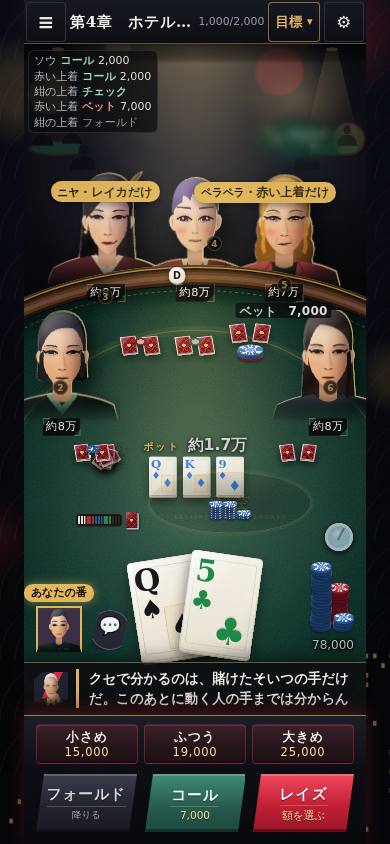 第4章　ホテル… 1,000/2,000 目標 ▾
ソウ コール 2,000
赤い上着 コール 2,000
紺の上着 チェック
赤い上着 ベット 7,000
紺の上着 フォールド
ニヤ・レイカだけ
ペラペラ・赤い上着だけ
4
D
3
約8万
5
約7万
ベット 7,000
2
6
約8万
約8万
ポット 約1.7万
Q K 9
Q
5
あなたの番
78,000
クセで分かるのは、賭けたそいつの手だけ
だ。このあとに動く人の手までは分からん
小さめ ふつう 大きめ
15,000 19,000 25,000
フォールド コール レイズ
降りる 7,000 額を選ぶ